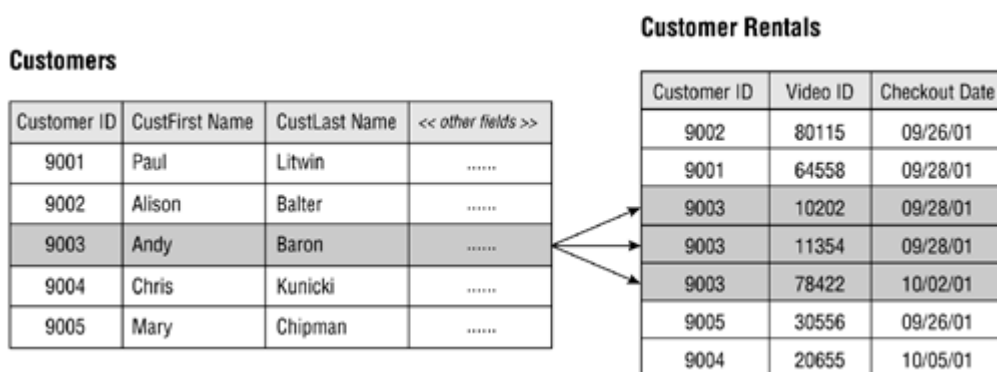 Customers
Customer ID CustFirst Name CustLast Name << other fields >>
9001 Paul Litwin ......
9002 Alison Balter ......
9003 Andy Baron ......
9004 Chris Kunicki ......
9005 Mary Chipman ......
Customer Rentals
Customer ID Video ID Checkout Date
9002 80115 09/26/01
9001 64558 09/28/01
9003 10202 09/28/01
9003 11354 09/28/01
9003 78422 10/02/01
9005 30556 09/26/01
9004 20655 10/05/01